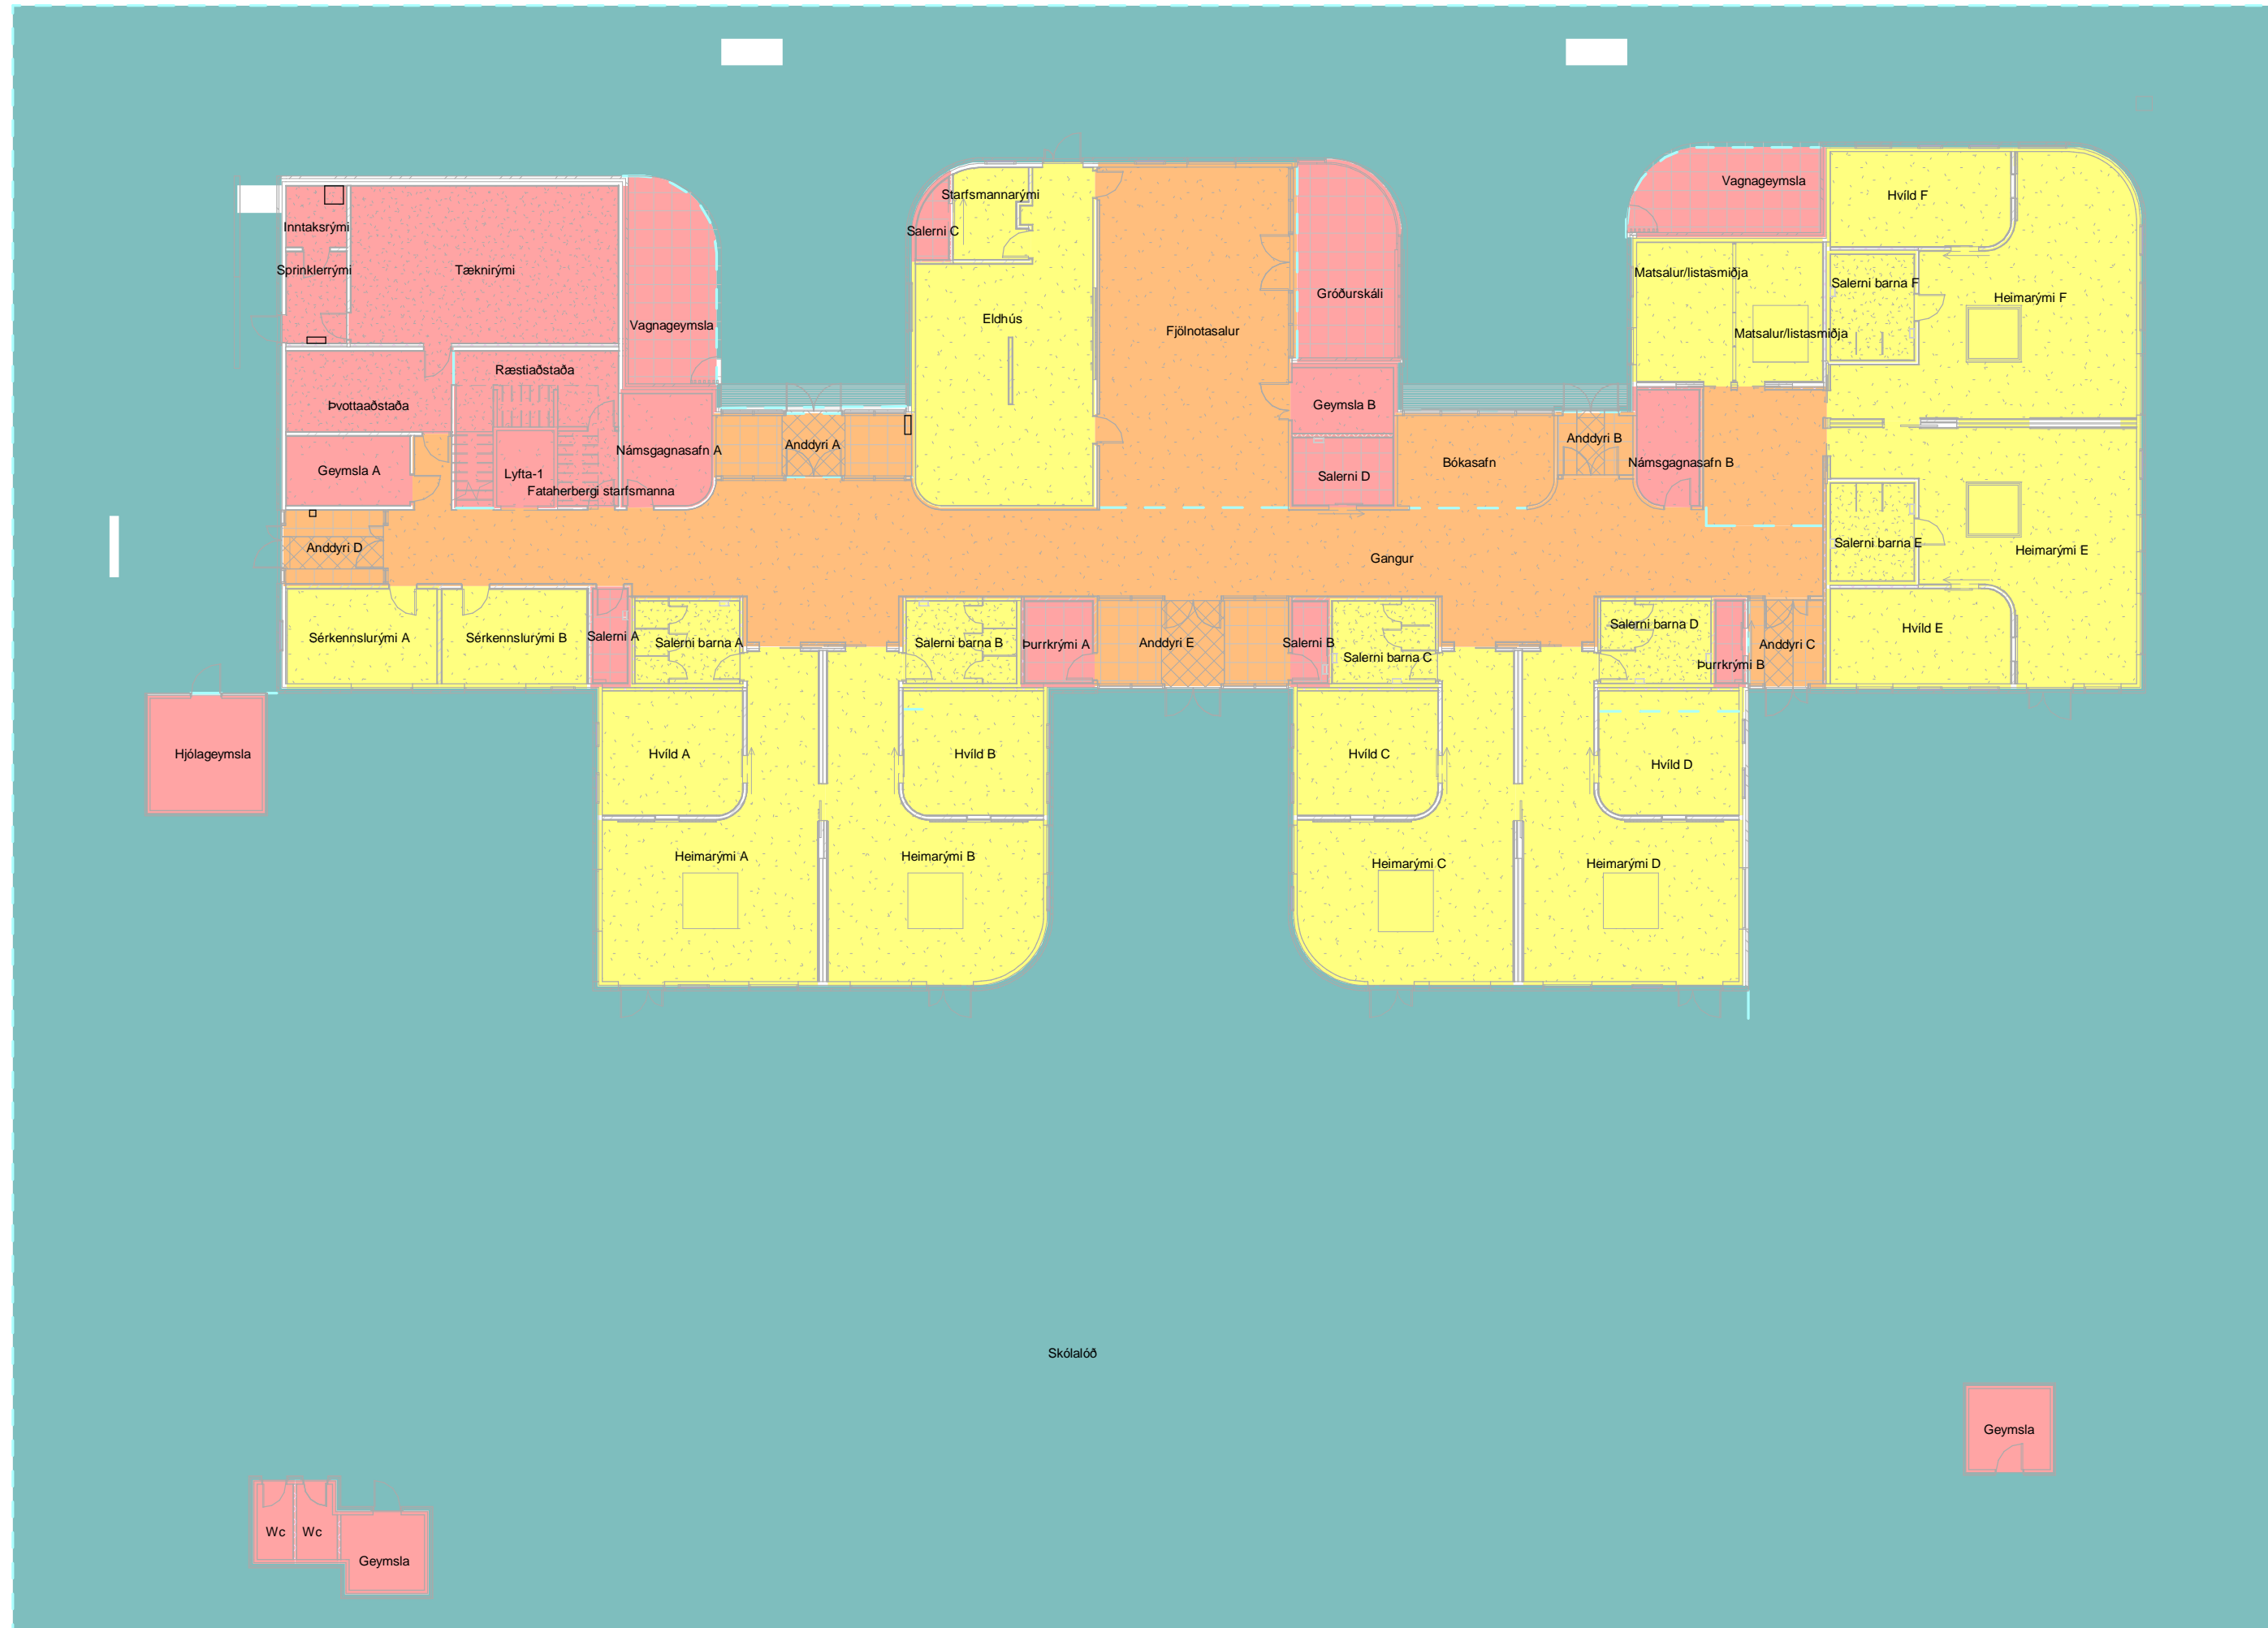 Vagnageymsla
Hvíld F
Starfsmannarými
Inntaksrými
Salerni C
Sprinklerrými
Tæknirými
Matsalur/listasmiðja
Salerni barna F
Heimarými F
Gróðurskáli
Vagnageymsla
Eldhús
Fjölnotasalur
Matsalur/listasmiðja
Ræstiaðstaða
Þvottaaðstaða
Geymsla B
Anddyri A
Anddyri B
Námsgagnasafn A
Geymsla A
Lyfta-1
Salerni D
Bókasafn
Námsgagnasafn B
Fataherbergi starfsmanna
Anddyri D
Gangur
Salerni barna E
Heimarými E
Sérkennslurými A
Sérkennslurými B
Salerni A
Salerni barna A
Salerni barna B
Þurrkrými A
Anddyri E
Salerni B
Salerni barna C
Salerni barna D
Þurrkrými B
Anddyri C
Hvíld E
Hjólageymsla
Hvíld A
Hvíld B
Hvíld C
Hvíld D
Heimarými A
Heimarými B
Heimarými C
Heimarými D
Skólalóð
Geymsla
Wc
Wc
Geymsla